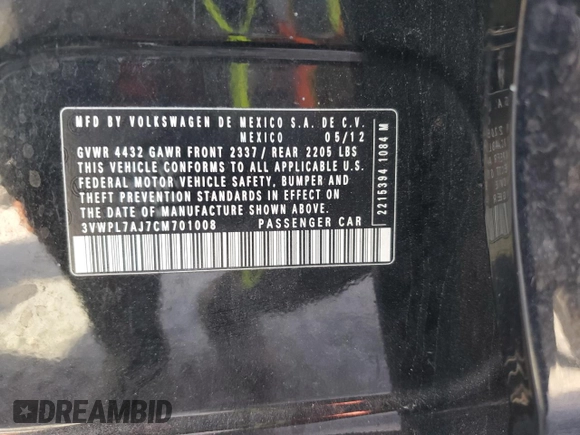 MFD BY VOLKSWAGEN DE MEXICO S.A. DE C.V.
MEXICO 05/12
GVWR 4432 GAWR FRONT 2337/ REAR 2205 LBS
THIS VEHICLE CONFORMS TO ALL APPLICABLE U.S.
FEDERAL MOTOR VEHICLE SAFETY, BUMPER AND
THEFT PREVENTION STANDARDS IN EFFECT ON
THE DATE OF MANUFACTURE SHOWN ABOVE.
3VWPL7AJ7CM701008 PASSENGER CAR
2215394 1084 M
DREAMBID